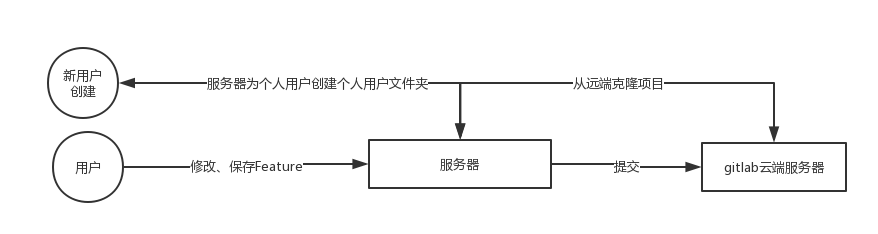 新用户
创建
服务器为个人用户创建个人用户文件夹
从远端克隆项目
用户
修改、保存Feature
服务器
提交
gitlab云端服务器